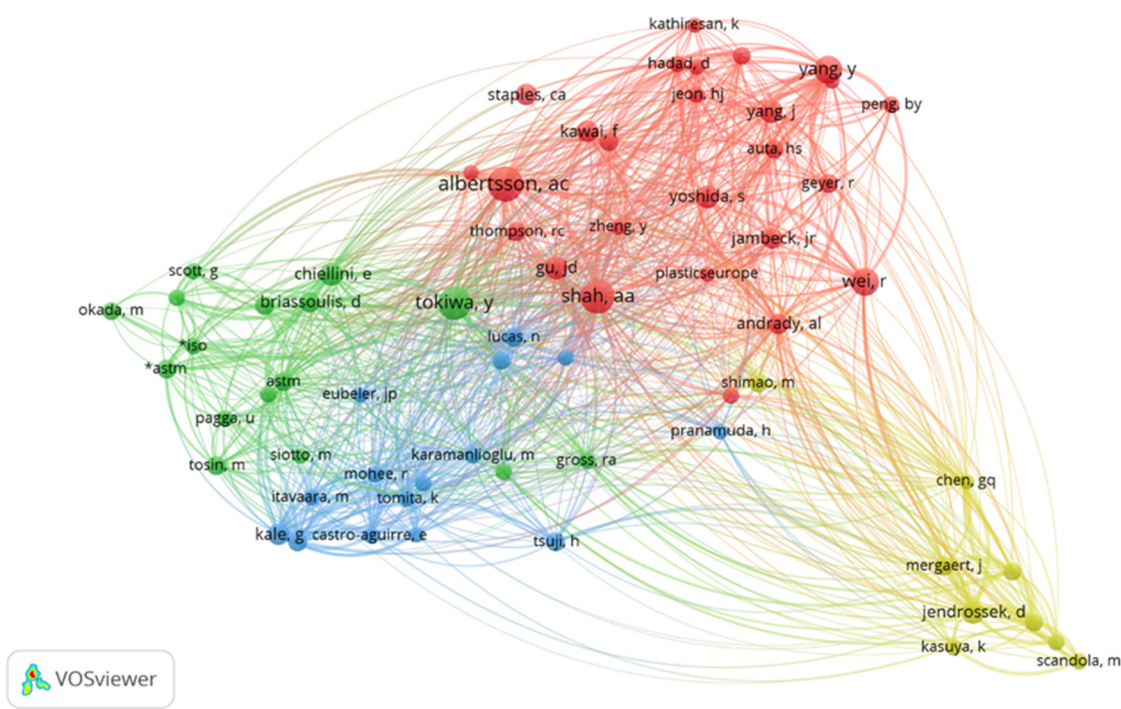 kathiresan, k
hadad, d
yang, y
staples, ca
jeon, hj
peng, by
yang, j
kawai, f
auta, hs
albertsson, ac
geyer, r
yoshida, s
thompson, rc
zheng, y
jambeck, jr
scott, g
chiellini, e
gu, jd
plasticseurope
wei, r
okada, m
briassoulis, d
tokiwa, y
shah, aa
andrady, al
*iso
lucas, n
*astm
astm
eubeler, jp
shimao, m
pagga, u
pranamuda, h
tosin, m
siotto, m
karamanlioglu, m
gross, ra
mohee, r
chen, gq
itavaara, m
tomita, k
kale, g
castro-aguirre, e
tsuji, h
mergaert, j
jendrossek, d
kasuya, k
scandola, m
VOSviewer